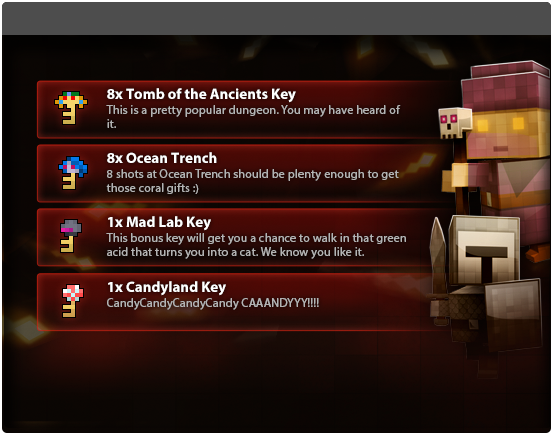 8x Tomb of the Ancients Key
This is a pretty popular dungeon. You may have heard of
it.
8x Ocean Trench
8 shots at Ocean Trench should be plenty enough to get
those coral gifts :)
1x Mad Lab Key
This bonus key will get you a chance to walk in that green
acid that turns you into a cat. We know you like it.
1x Candyland Key
CandyCandyCandyCandy CAAANDYYY!!!!